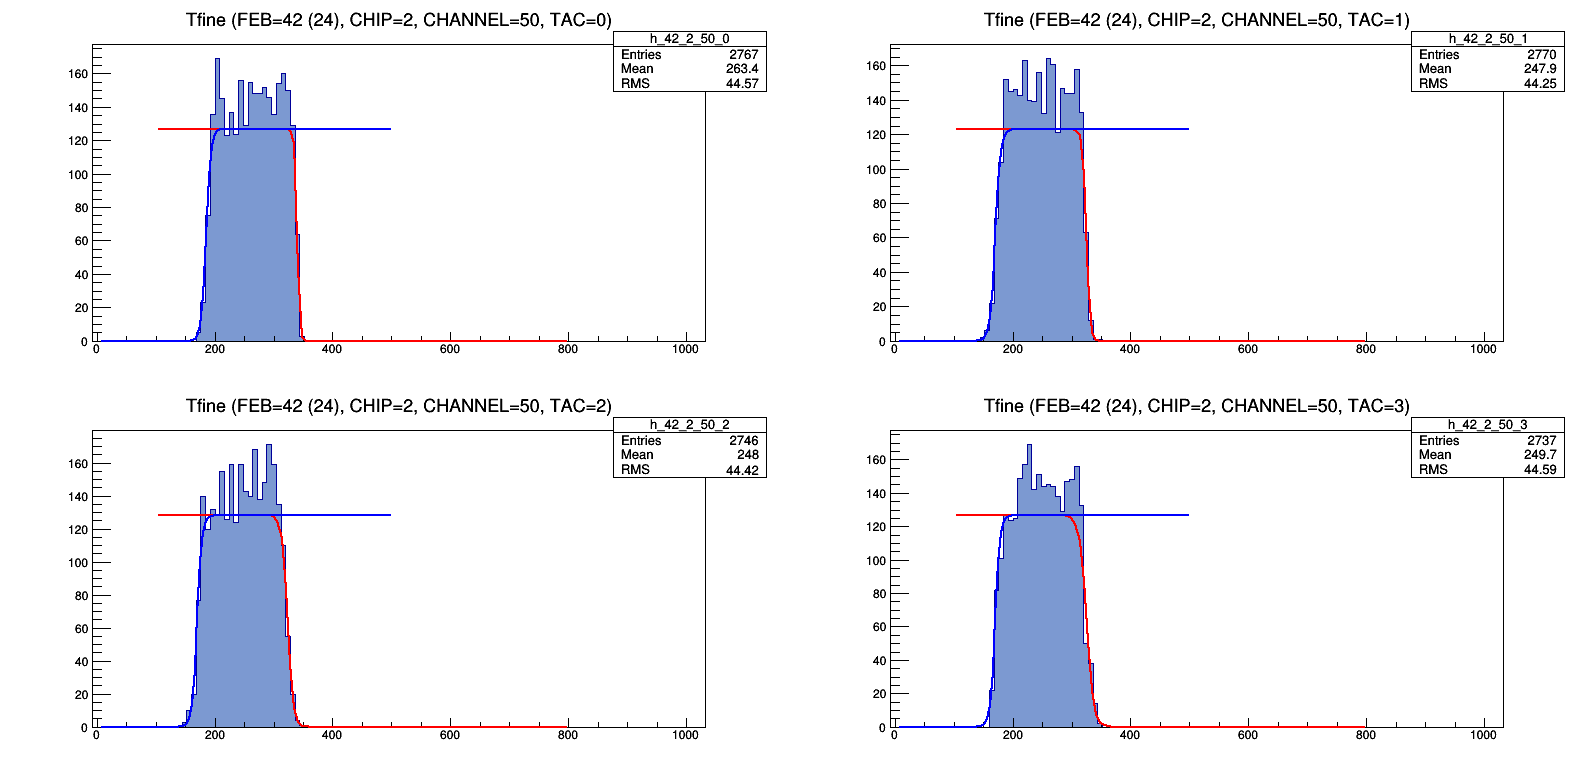 Tfine (FEB=42 (24), CHIP=2, CHANNEL=50, TAC=0)
h_42_2_50_0
Entries 2767
Mean 263.4
RMS 44.57
160
140
120
100
80
60
40
20
0
0 200 400 600 800 1000
Tfine (FEB=42 (24), CHIP=2, CHANNEL=50, TAC=1)
h_42_2_50_1
Entries 2770
Mean 247.9
RMS 44.25
160
140
120
100
80
60
40
20
0
0 200 400 600 800 1000
Tfine (FEB=42 (24), CHIP=2, CHANNEL=50, TAC=2)
h_42_2_50_2
Entries 2746
Mean 248
RMS 44.42
160
140
120
100
80
60
40
20
0
0 200 400 600 800 1000
Tfine (FEB=42 (24), CHIP=2, CHANNEL=50, TAC=3)
h_42_2_50_3
Entries 2737
Mean 249.7
RMS 44.59
160
140
120
100
80
60
40
20
0
0 200 400 600 800 1000